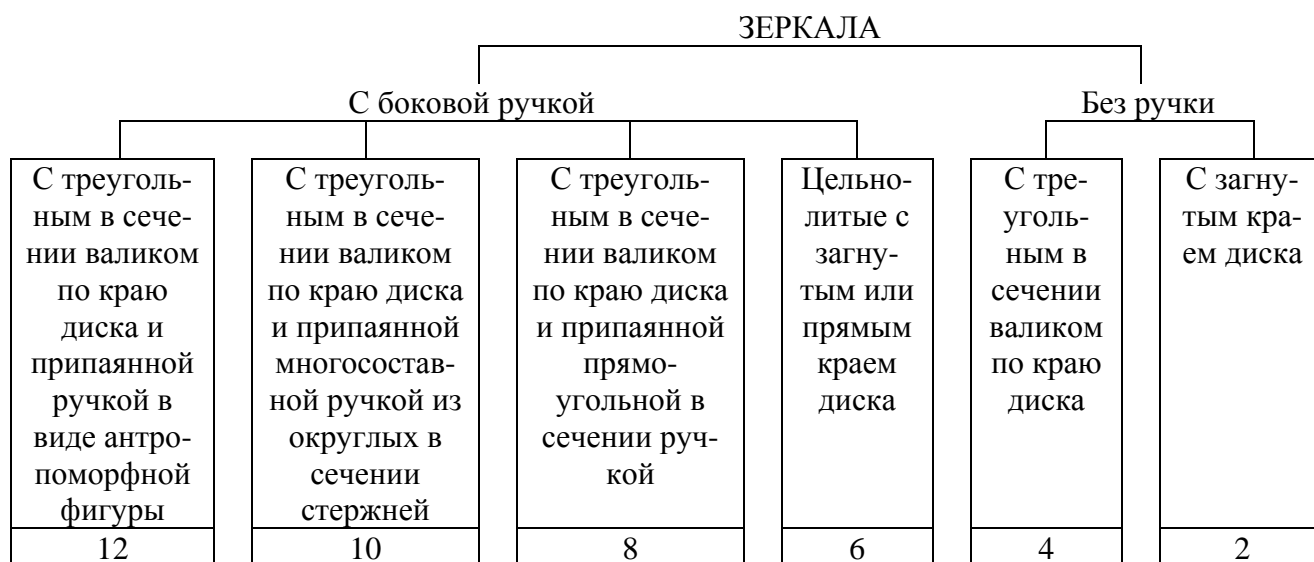 ЗЕРКАЛА
С боковой ручкой
Без ручки
С треуголь-
ным в сече-
нии валиком
по краю
диска и
припаянной
ручкой в
виде антро-
поморфной
фигуры
12
С треуголь-
ным в сече-
нии валиком
по краю диска
и припаянной
многосостав-
ной ручкой из
округлых в
сечении
стержней
10
С треуголь-
ным в сече-
нии валиком
по краю диска
и припаянной
прямо-
угольной в
сечении руч-
кой
8
Цельно-
литые с
загну-
тым или
прямым
краем
диска
6
С тре-
уголь-
ным в
сечении
валиком
по краю
диска
4
С загну-
тым кра-
ем диска
2